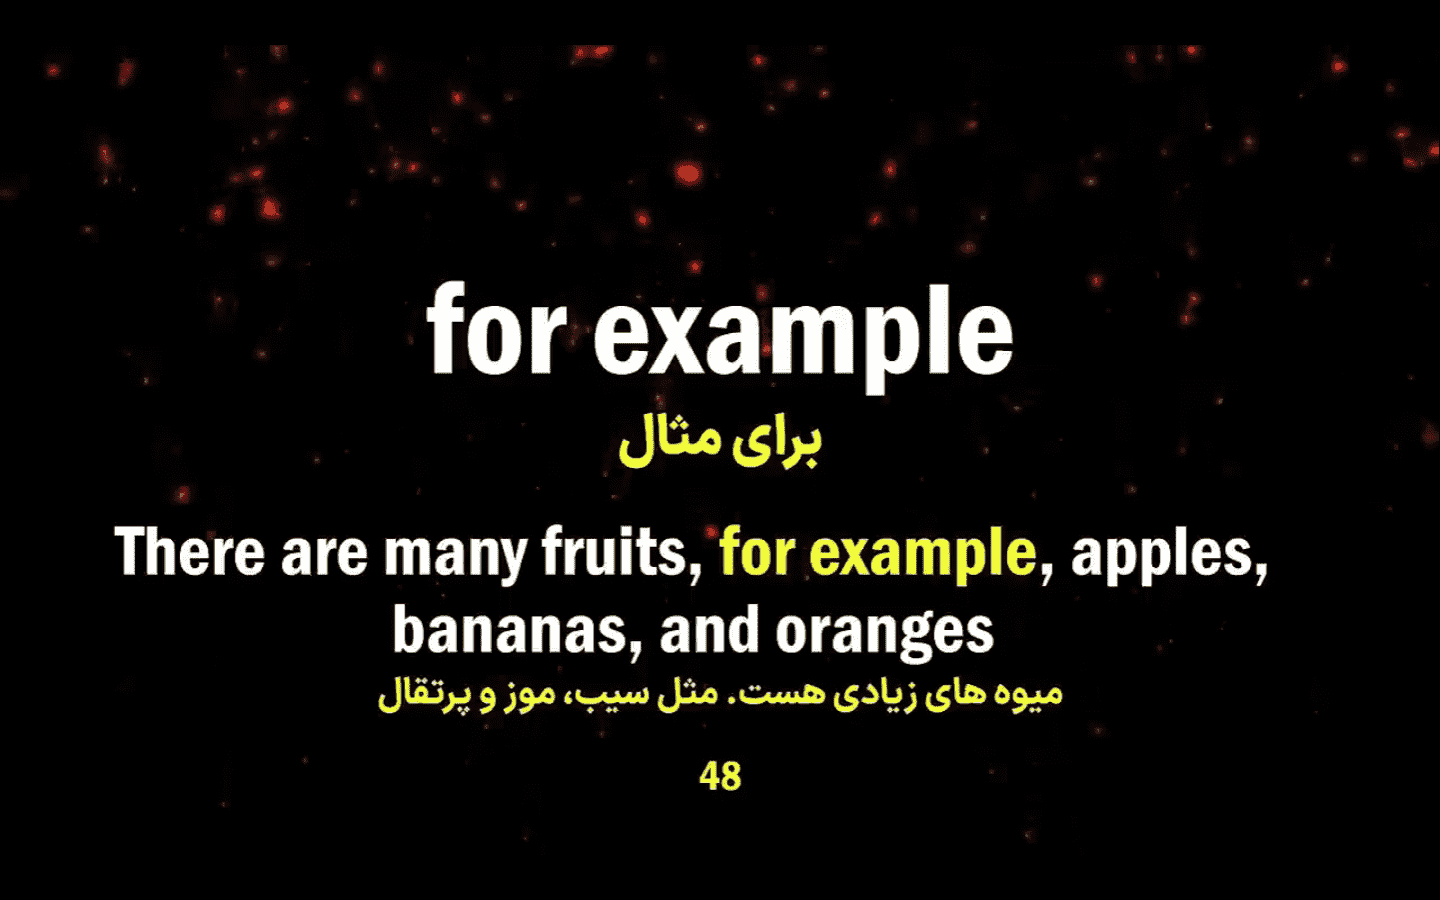 for example
برای مثال
There are many fruits, for example, apples,
bananas, and oranges
میوه های زیادی هست. مثل سیب، موز و پرتقال
48